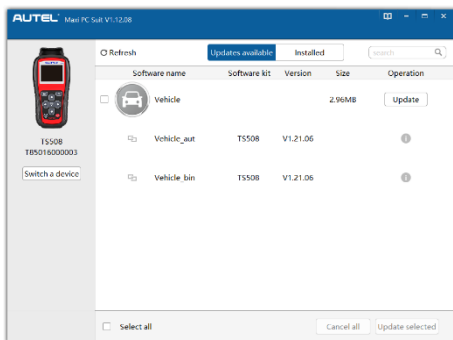 AUTEL Maxi PC Suit V1.12.08
Refresh
Updates available
Installed
search
Software name Software kit Version Size Operation
Vehicle 2.96MB Update
TS508
TB5016000003
Switch a device
Vehicle_aut TS508 V1.21.06
Vehicle_bin TS508 V1.21.06
Select all Cancel all Update selected